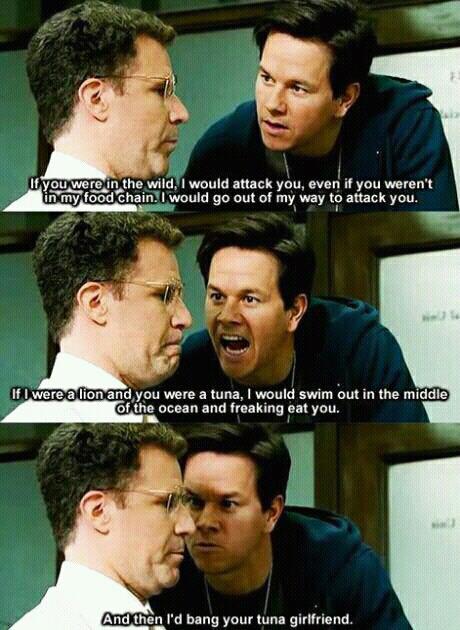 If you were in the wild, I would attack you, even if you weren't
in my food chain. I would go out of my way to attack you.
If I were a lion and you were a tuna, I would swim out in the middle
of the ocean and freaking eat you.
And then I'd bang your tuna girlfriend.